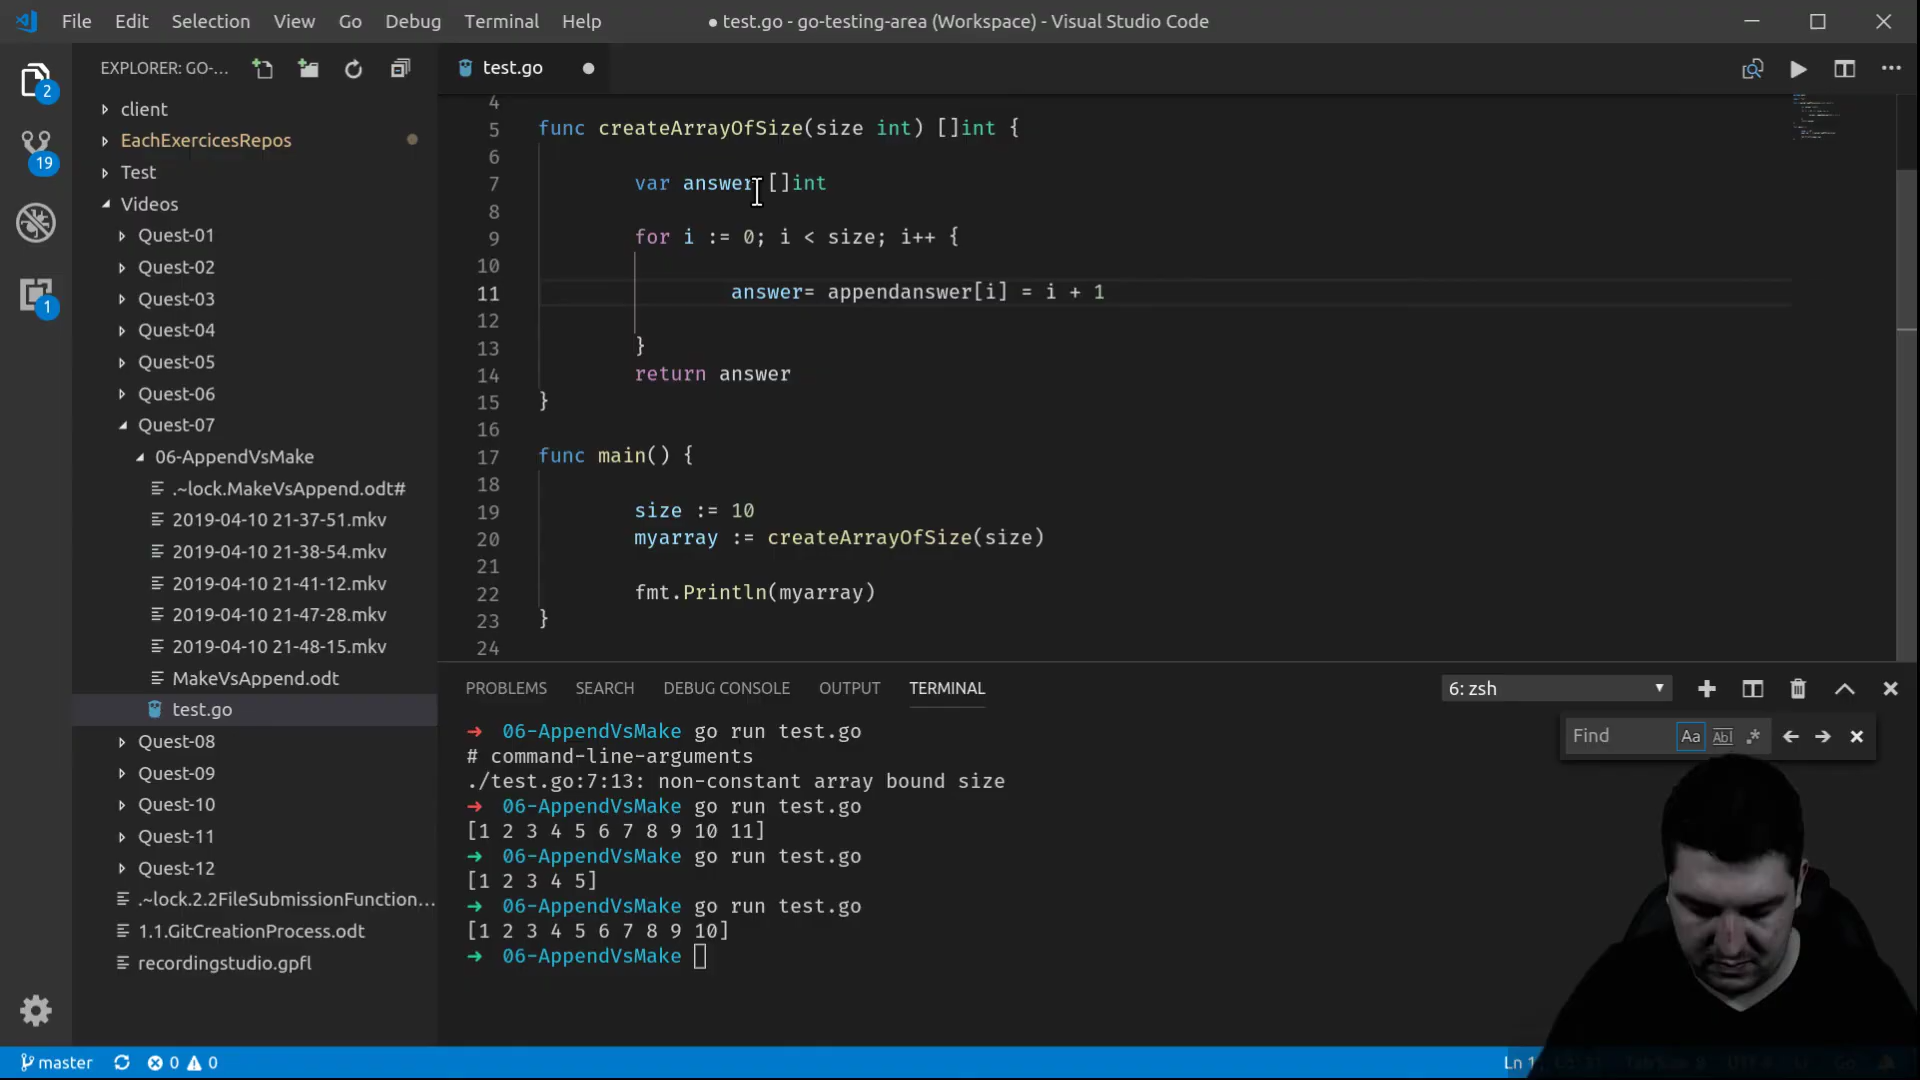 File Edit Selection View Go Debug Terminal Help
● test.go - go-testing-area (Workspace) - Visual Studio Code
EXPLORER: GO-...
test.go
2
19
1
client
EachExercicesRepos
Test
Videos
Quest-01
Quest-02
Quest-03
Quest-04
Quest-05
Quest-06
Quest-07
06-AppendVsMake
.~lock.MakeVsAppend.odt#
2019-04-10 21-37-51.mkv
2019-04-10 21-38-54.mkv
2019-04-10 21-41-12.mkv
2019-04-10 21-47-28.mkv
2019-04-10 21-48-15.mkv
MakeVsAppend.odt
test.go
Quest-08
Quest-09
Quest-10
Quest-11
Quest-12
.~lock.2.2FileSubmissionFunction...
1.1.GitCreationProcess.odt
recordingstudio.gpfl
4
5 func createArrayOfSize(size int) []int {
6
7 var answer []int
8
9 for i := 0; i < size; i++ {
10
11 answer= appendanswer[i] = i + 1
12
13 }
14 return answer
15 }
16
17 func main() {
18
19 size := 10
20 myarray := createArrayOfSize(size)
21
22 fmt.Println(myarray)
23 }
24
PROBLEMS SEARCH DEBUG CONSOLE OUTPUT TERMINAL
6: zsh
Find Aa Abl .*
➜ 06-AppendVsMake go run test.go
# command-line-arguments
./test.go:7:13: non-constant array bound size
➜ 06-AppendVsMake go run test.go
[1 2 3 4 5 6 7 8 9 10 11]
➜ 06-AppendVsMake go run test.go
[1 2 3 4 5]
➜ 06-AppendVsMake go run test.go
[1 2 3 4 5 6 7 8 9 10]
➜ 06-AppendVsMake
master 0 0